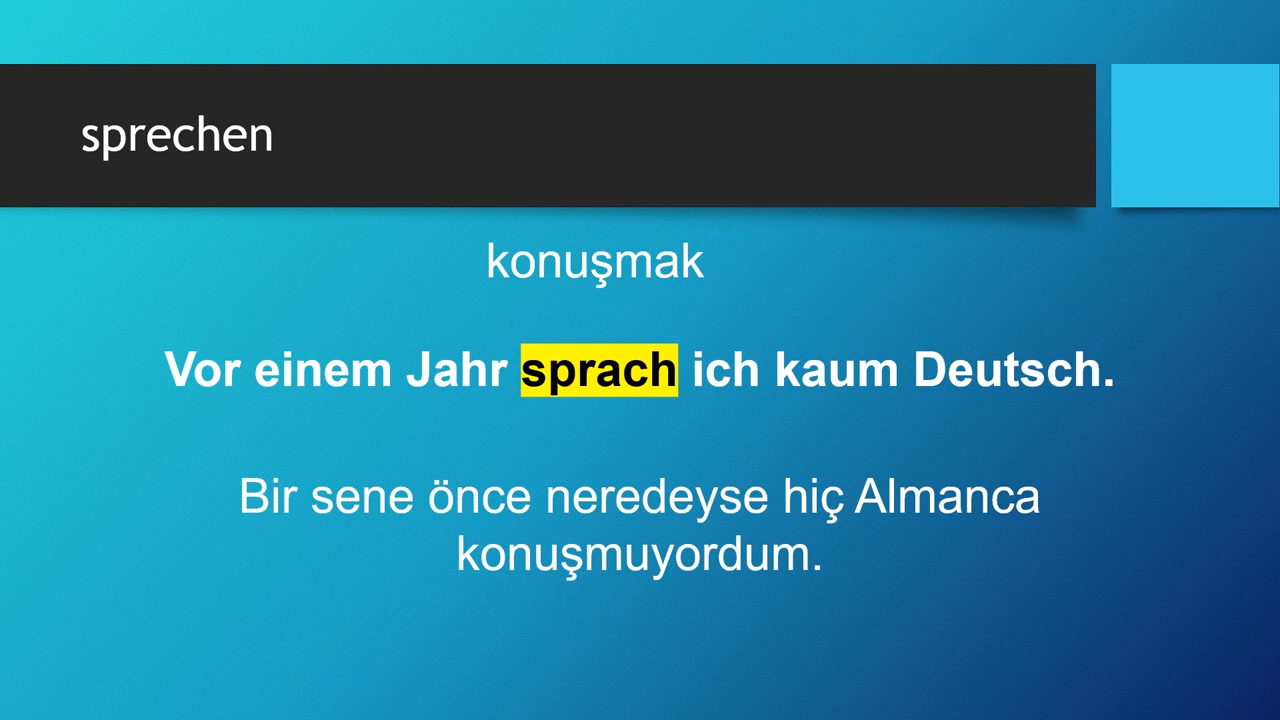 sprechen
konuşmak
Vor einem Jahr sprach ich kaum Deutsch.
Bir sene önce neredeyse hiç Almanca
konuşmuyordum.